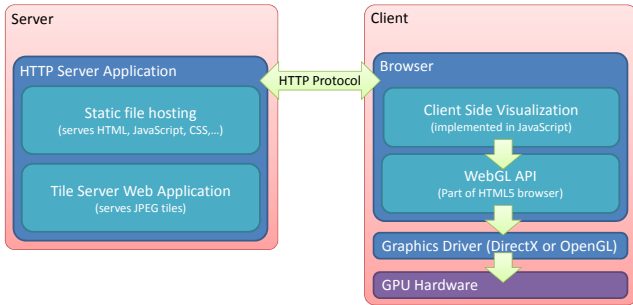 Server
HTTP Server Application
Static file hosting
(serves HTML, JavaScript, CSS,...)
Tile Server Web Application
(serves JPEG tiles)
HTTP Protocol
Client
Browser
Client Side Visualization
(implemented in JavaScript)
WebGL API
(Part of HTML5 browser)
Graphics Driver (DirectX or OpenGL)
GPU Hardware